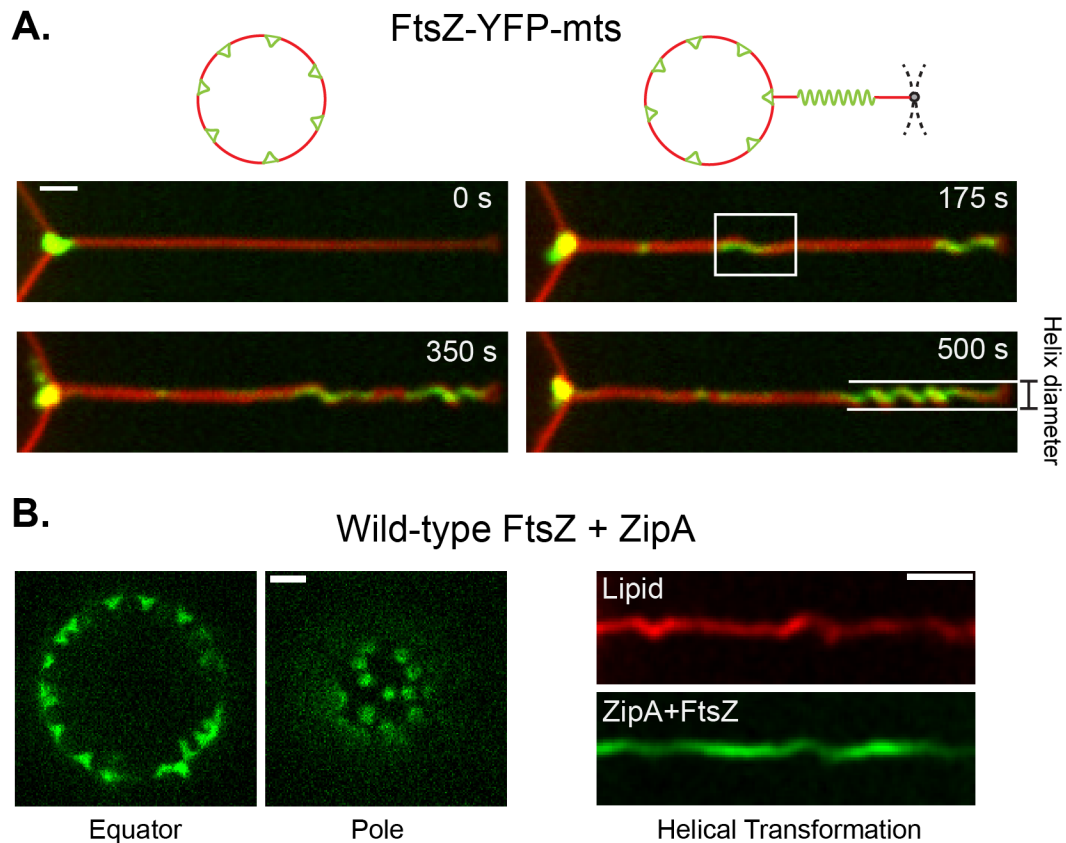 A.
FtsZ-YFP-mts
0 s
175 s
350 s
500 s
Helix diameter
B.
Wild-type FtsZ + ZipA
Lipid
ZipA+FtsZ
Equator
Pole
Helical Transformation